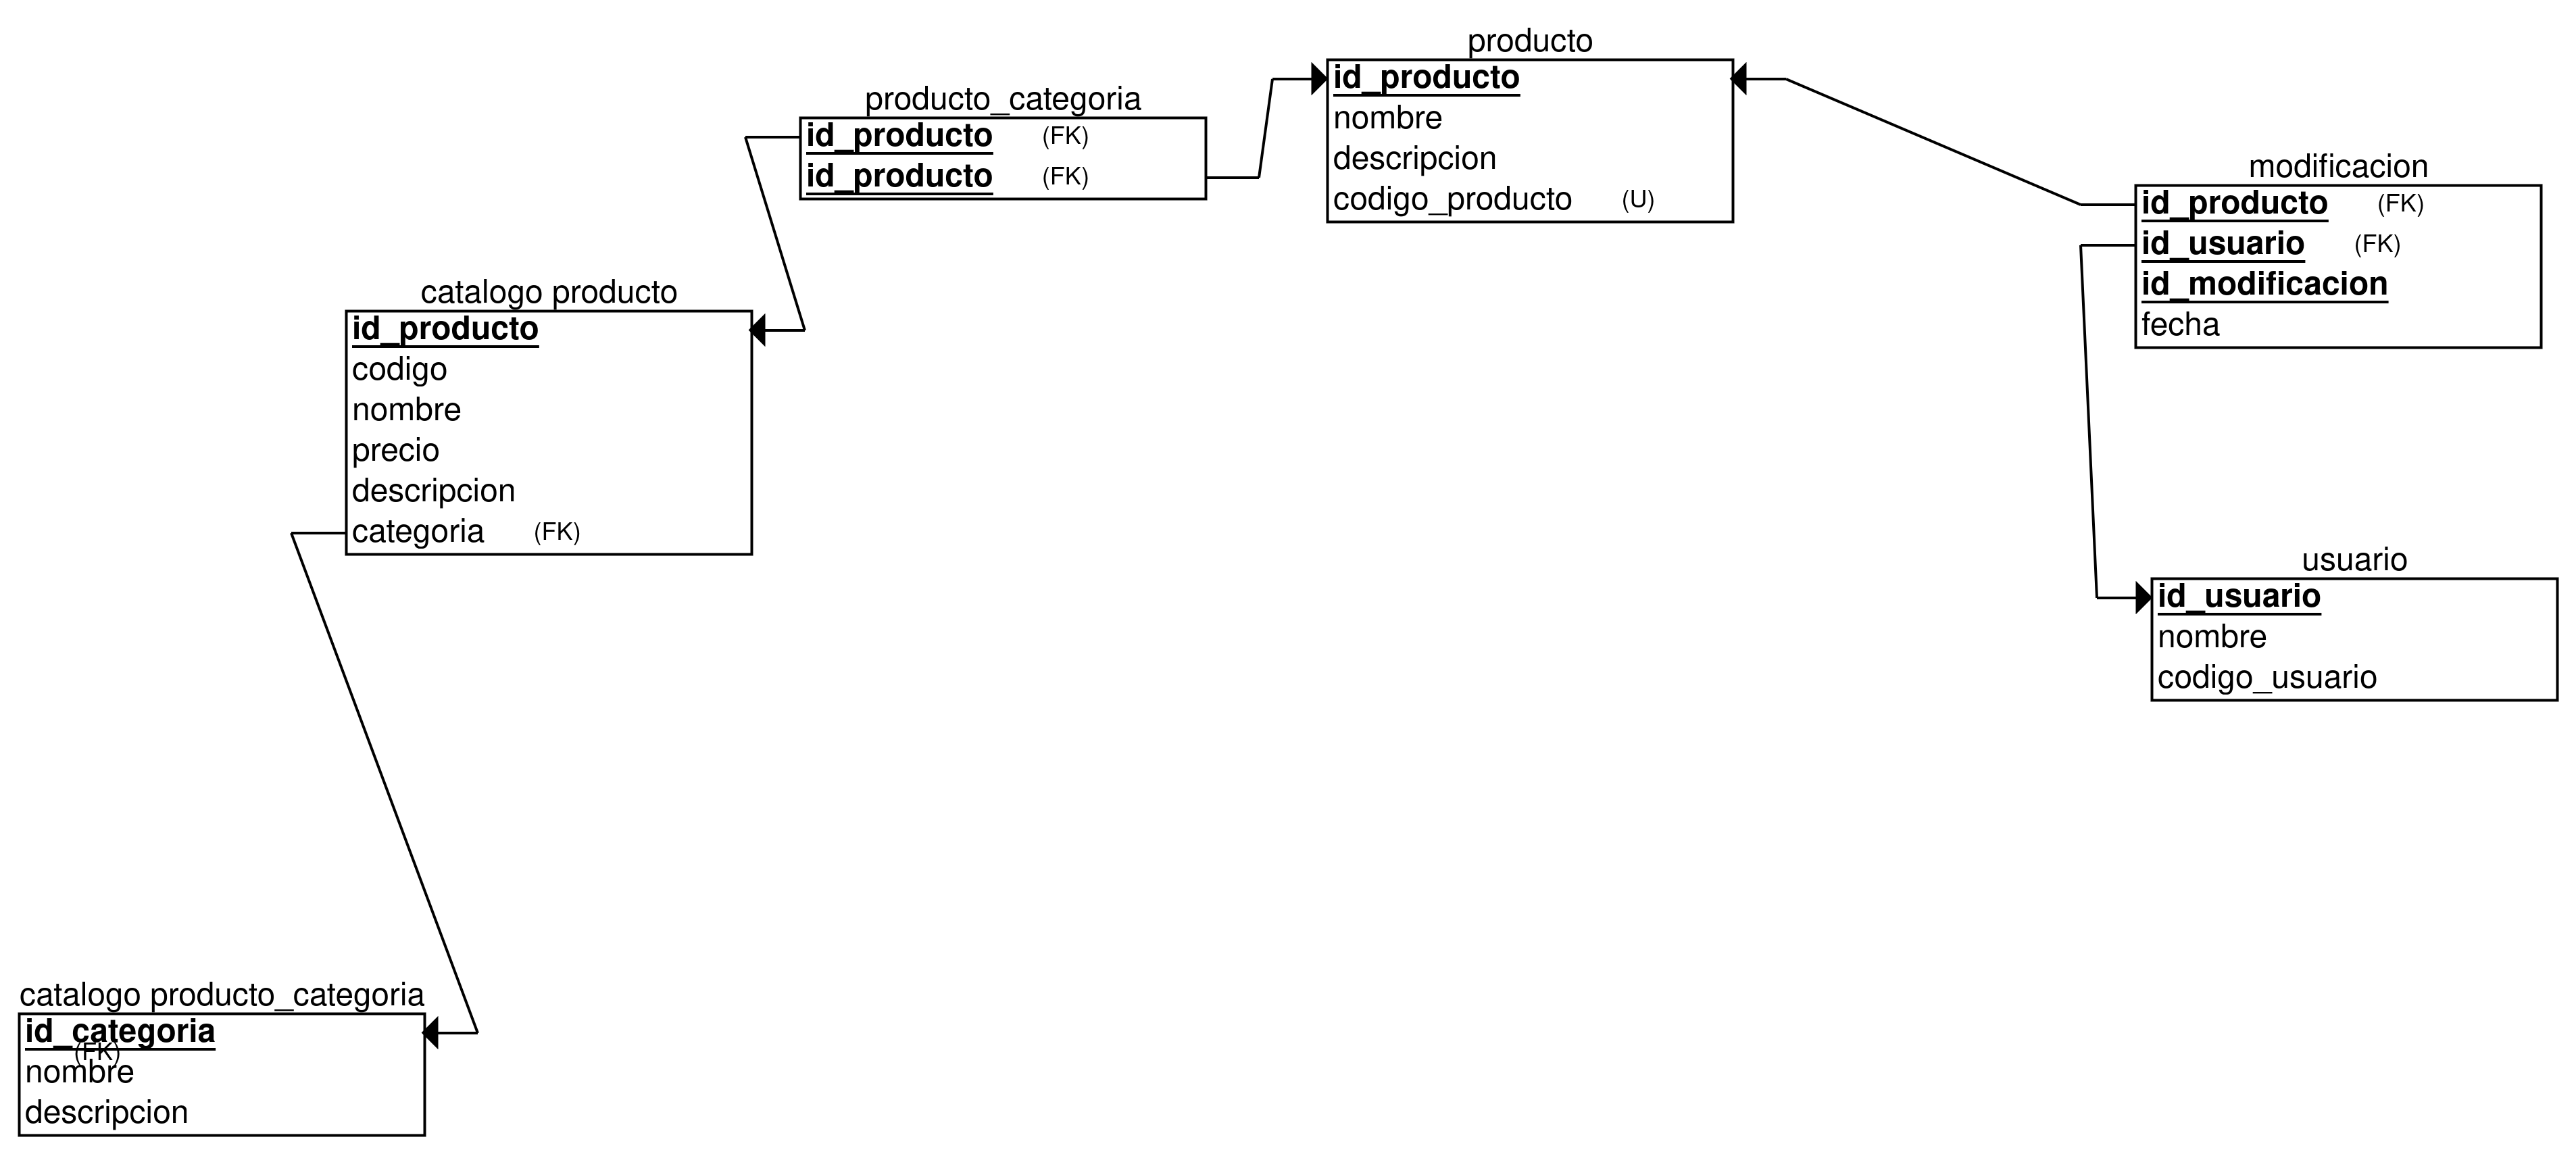 producto
id_producto
nombre
descripcion
codigo_producto (U)
producto_categoria
id_producto (FK)
id_producto (FK)
modificacion
id_producto (FK)
id_usuario (FK)
id_modificacion
fecha
catalogo producto
id_producto
codigo
nombre
precio
descripcion
categoria (FK)
usuario
id_usuario
nombre
codigo_usuario
catalogo producto_categoria
id_categoria
(FK)
nombre
descripcion